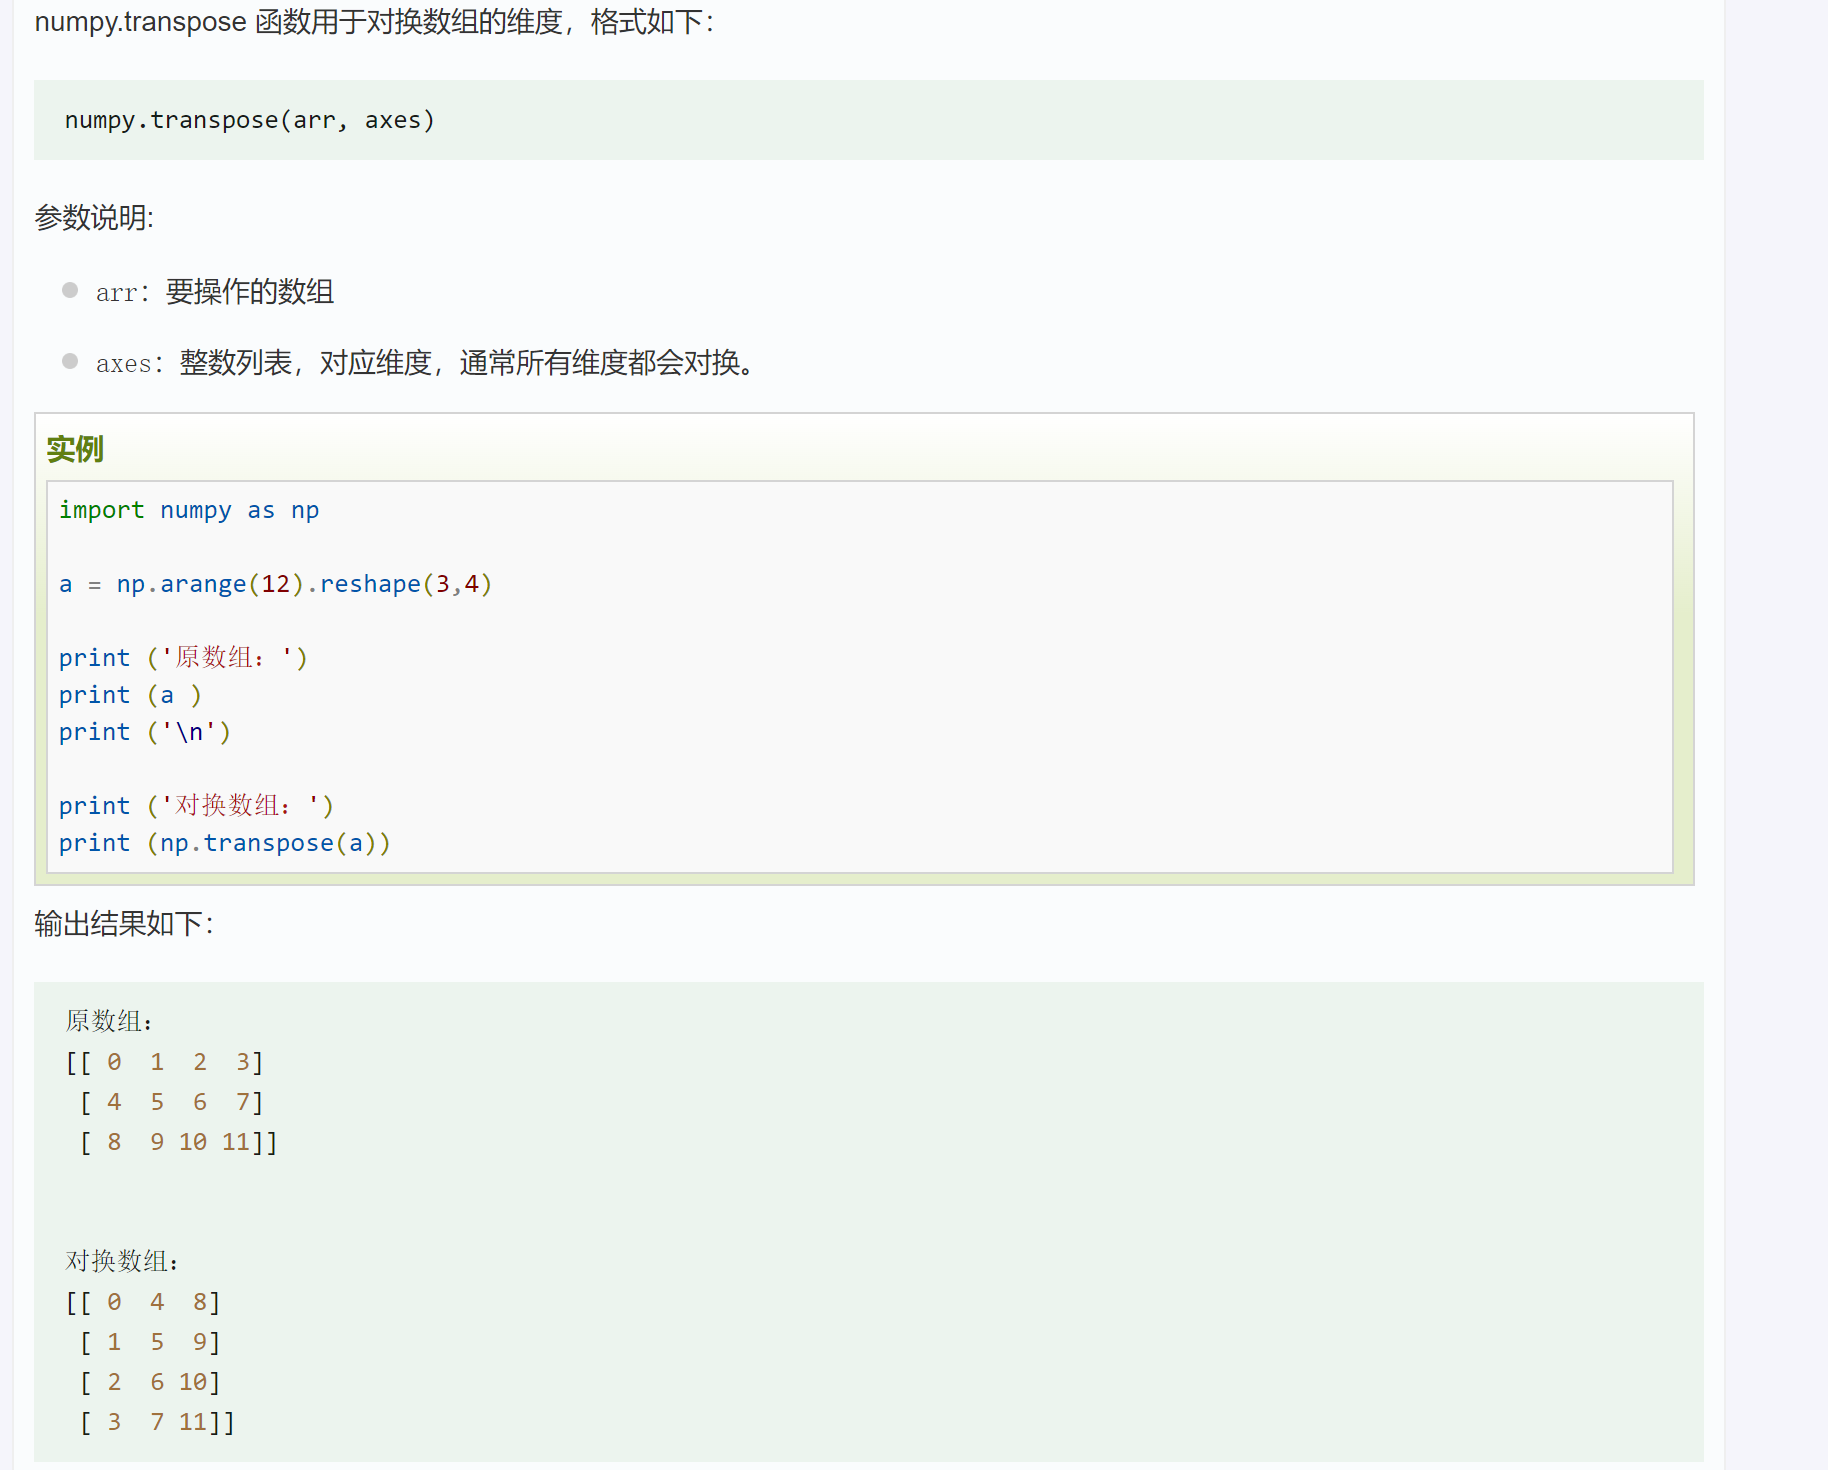 numpy.transpose 函数用于对换数组的维度，格式如下：
numpy.transpose(arr, axes)
参数说明:
arr：要操作的数组
axes：整数列表，对应维度，通常所有维度都会对换。
实例
import numpy as np
a = np.arange(12).reshape(3,4)
print ('原数组：')
print (a )
print ('\n')
print ('对换数组：')
print (np.transpose(a))
输出结果如下：
原数组：
[[ 0  1  2  3]
 [ 4  5  6  7]
 [ 8  9 10 11]]
对换数组：
[[ 0  4  8]
 [ 1  5  9]
 [ 2  6 10]
 [ 3  7 11]]